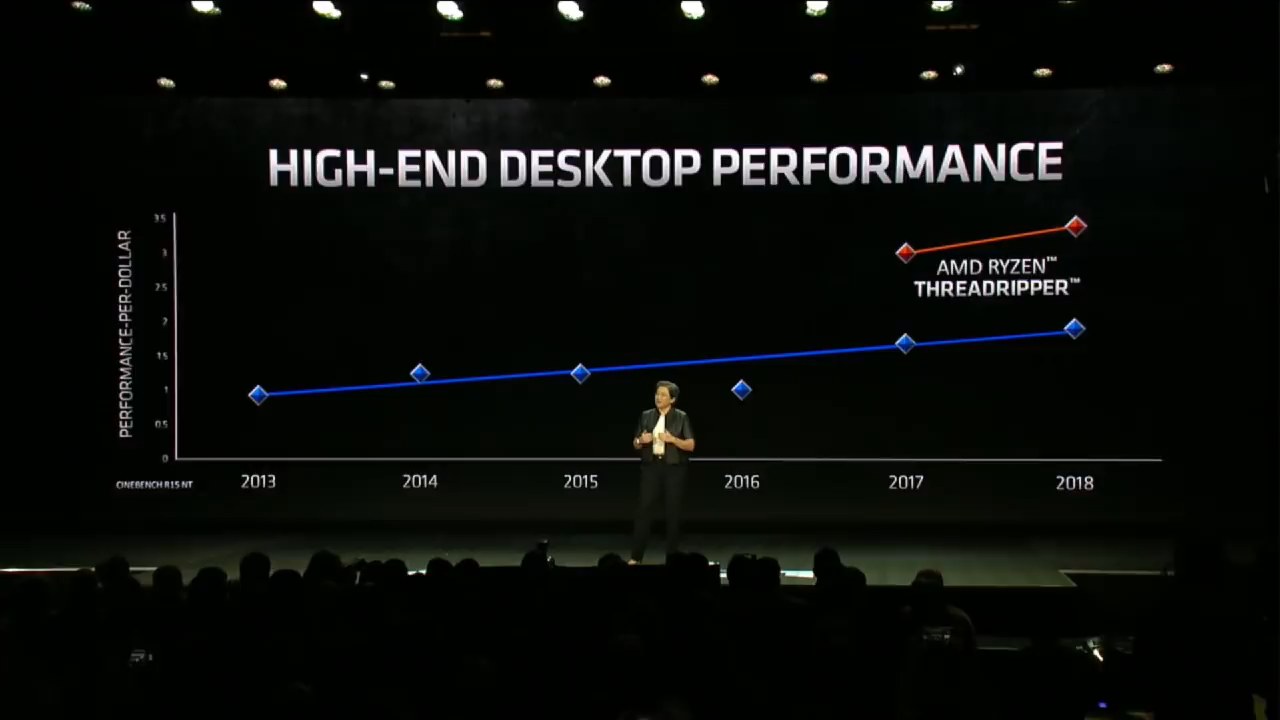 HIGH-END DESKTOP PERFORMANCE
PERFORMANCE-PER-DOLLAR
3.5
3
2.5
2
1.5
1
0.5
0
AMD RYZEN™
THREADRIPPER™
CINEBENCH R15 NT
2013
2014
2015
2016
2017
2018